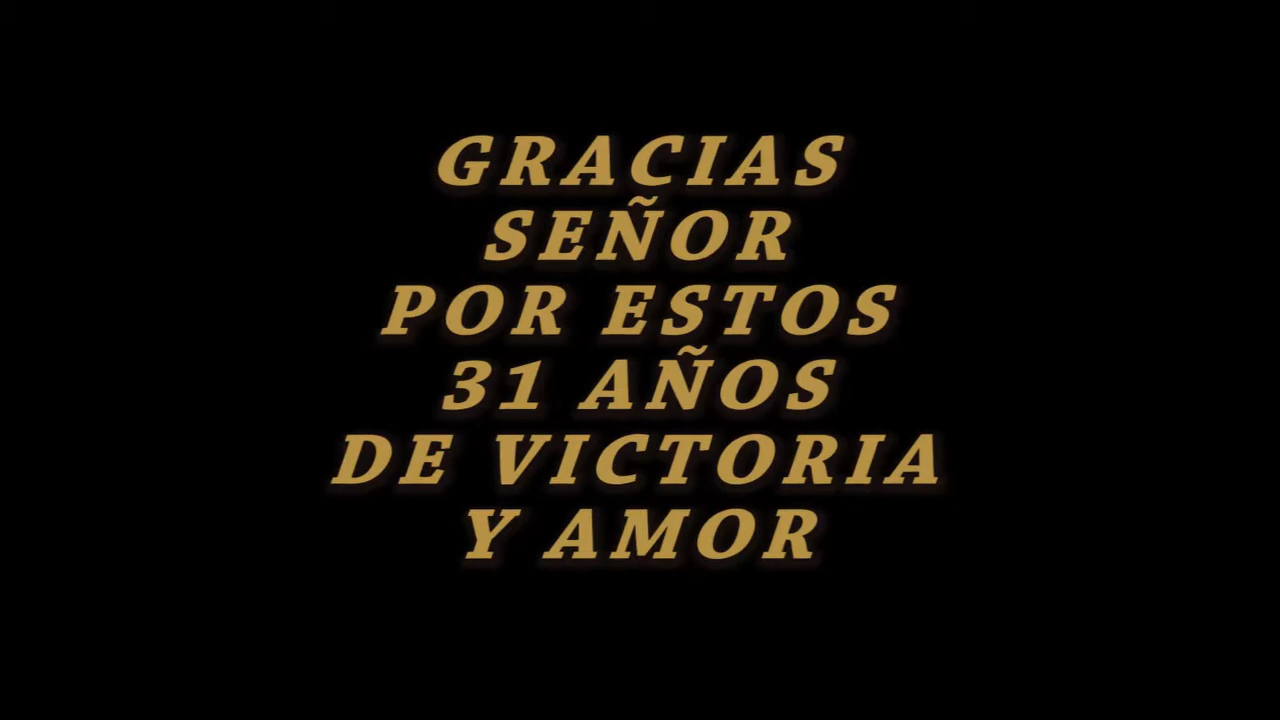 GRACIAS
SEÑOR
POR ESTOS
31 AÑOS
DE VICTORIA
Y AMOR